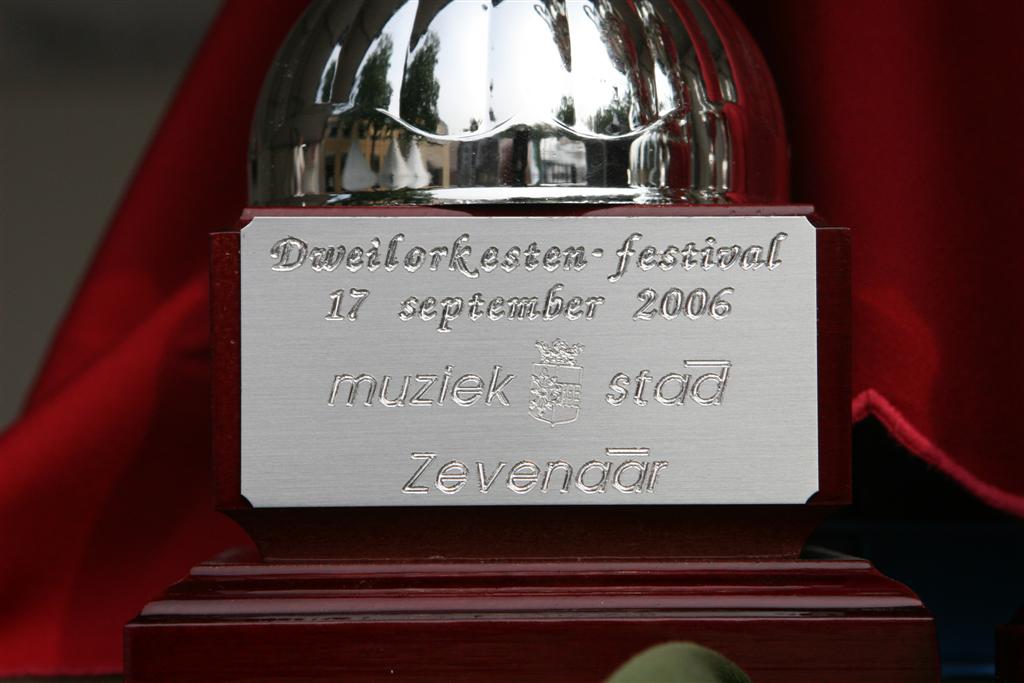 Dweilorkesten-festival
17 september 2006
muziek stad
Zevenaar